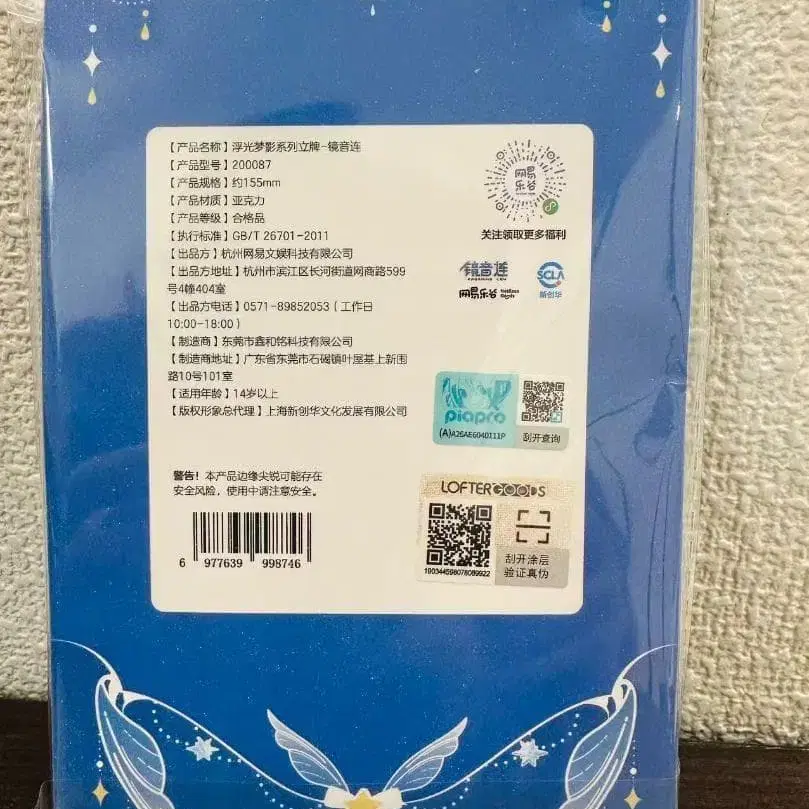 【产品名称】浮光梦影系列立牌-镜音连
【产品型号】200087
【产品规格】约155mm
【产品材质】亚克力
【产品等级】合格品
【执行标准】GB/T 26701-2011
【出品方】杭州网易文娱科技有限公司
【出品方地址】杭州市滨江区长河街道网商路599
号4幢404室
【出品方电话】0571-89852053（工作日
10:00-18:00）
【制造商】东莞市鑫和铭科技有限公司
【制造商地址】广东省东莞市石碣镇叶屋基上新围
路10号101室
【适用年龄】14岁以上
【版权形象总代理】上海新创华文化发展有限公司
警告！本产品边缘尖锐可能存在
安全风险，使用中请注意安全。
6 977639 998746
网易
乐谷
关注领取更多福利
镜音连
网易乐谷
SCLA
新创华
piapro
(A)A26AE6040111P
刮开查询
LOFTERGOODS
190344598078089922
刮开涂层
验证真伪